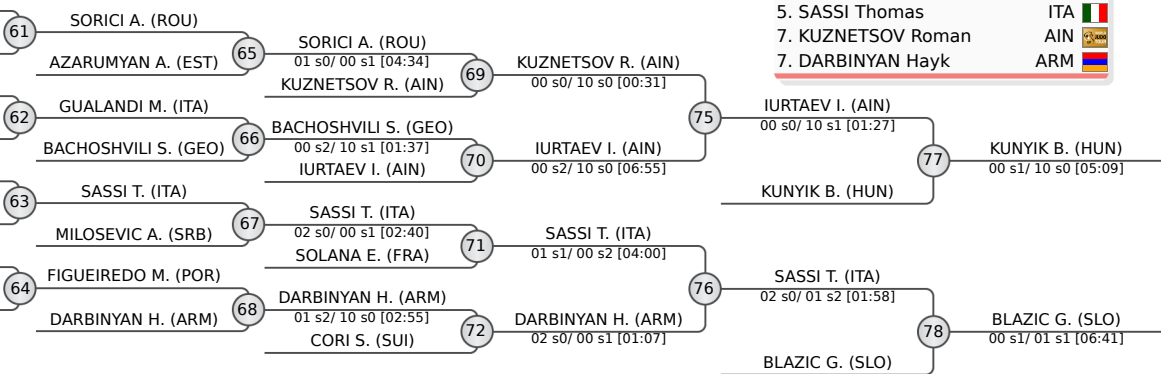 5. SASSI Thomas ITA
7. KUZNETSOV Roman AIN
7. DARBINYAN Hayk ARM
61
SORICI A. (ROU)
AZARUMYAN A. (EST)
62
GUALANDI M. (ITA)
BACHOSHVILI S. (GEO)
63
SASSI T. (ITA)
MILOSEVIC A. (SRB)
64
FIGUEIREDO M. (POR)
DARBINYAN H. (ARM)
65
SORICI A. (ROU)
01 s0/ 00 s1 [04:34]
KUZNETSOV R. (AIN)
66
BACHOSHVILI S. (GEO)
00 s2/ 10 s1 [01:37]
IURTAEV I. (AIN)
67
SASSI T. (ITA)
02 s0/ 00 s1 [02:40]
SOLANA E. (FRA)
68
DARBINYAN H. (ARM)
01 s2/ 10 s0 [02:55]
CORI S. (SUI)
69
KUZNETSOV R. (AIN)
00 s0/ 10 s0 [00:31]
70
IURTAEV I. (AIN)
00 s2/ 10 s0 [06:55]
71
SASSI T. (ITA)
01 s1/ 00 s2 [04:00]
72
DARBINYAN H. (ARM)
02 s0/ 00 s1 [01:07]
75
IURTAEV I. (AIN)
00 s0/ 10 s1 [01:27]
KUNYIK B. (HUN)
76
SASSI T. (ITA)
02 s0/ 01 s2 [01:58]
BLAZIC G. (SLO)
77
KUNYIK B. (HUN)
00 s1/ 10 s0 [05:09]
78
BLAZIC G. (SLO)
00 s1/ 01 s1 [06:41]